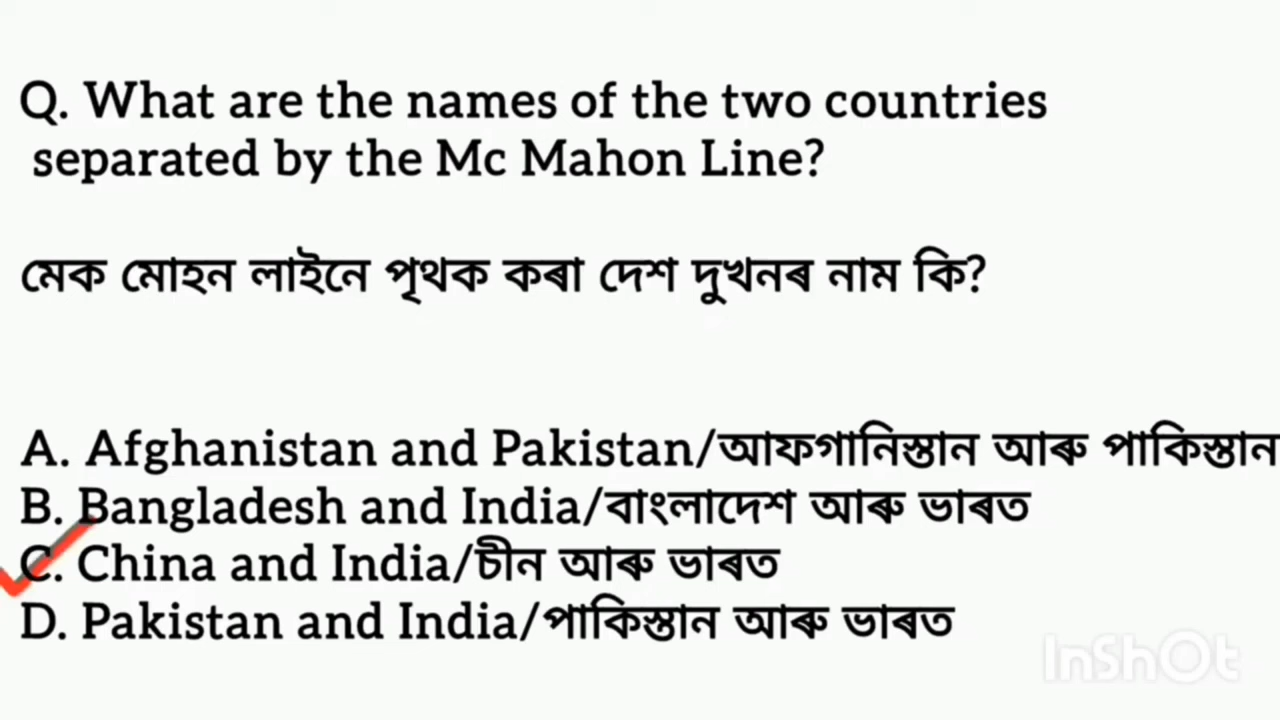 Q. What are the names of the two countries
separated by the Mc Mahon Line?
মেক মোহন লাইনে পৃথক কৰা দেশ দুখনৰ নাম কি?
A. Afghanistan and Pakistan/আফগানিস্তান আৰু পাকিস্তান
B. Bangladesh and India/বাংলাদেশ আৰু ভাৰত
C. China and India/চীন আৰু ভাৰত
D. Pakistan and India/পাকিস্তান আৰু ভাৰত
InShOt